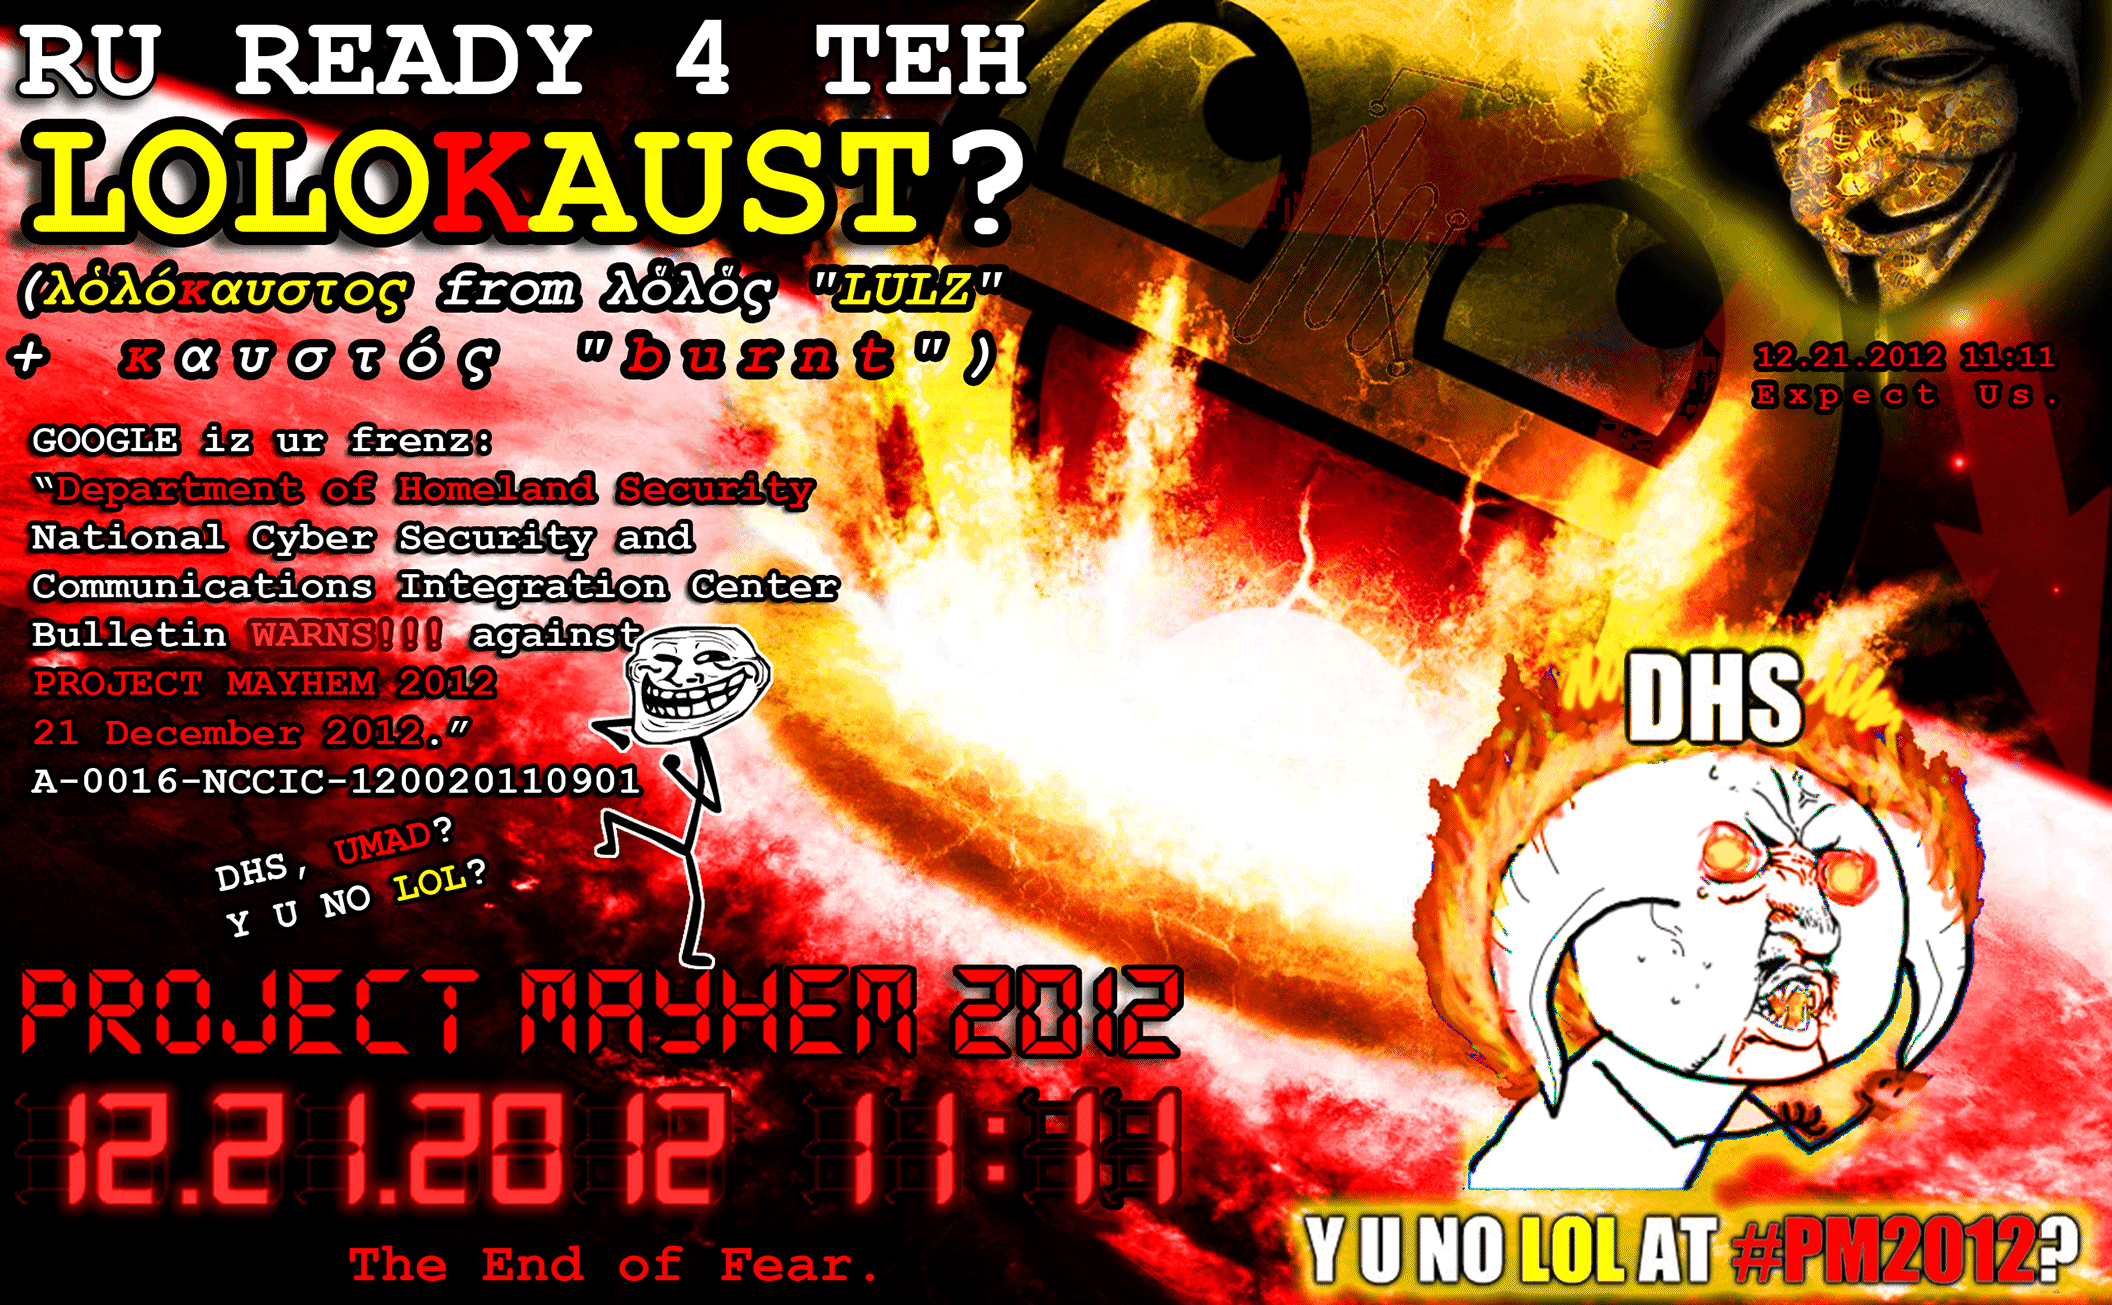 RU READY 4 TEH
LOLOKAUST?
(λὁλόκαυστος from λὅλὅς "LULZ"
+ καυστός "burnt")
GOOGLE iz ur frenz:
“Department of Homeland Security
National Cyber Security and
Communications Integration Center
Bulletin WARNS!!! against
PROJECT MAYHEM 2012
21 December 2012.”
A-0016-NCCIC-120020110901
DHS, UMAD?
Y U NO LOL?
PROJECT MAYHEM 2012
12.21.2012 11:11
The End of Fear.
12.21.2012 11:11
Expect Us.
DHS
Y U NO LOL AT #PM2012?